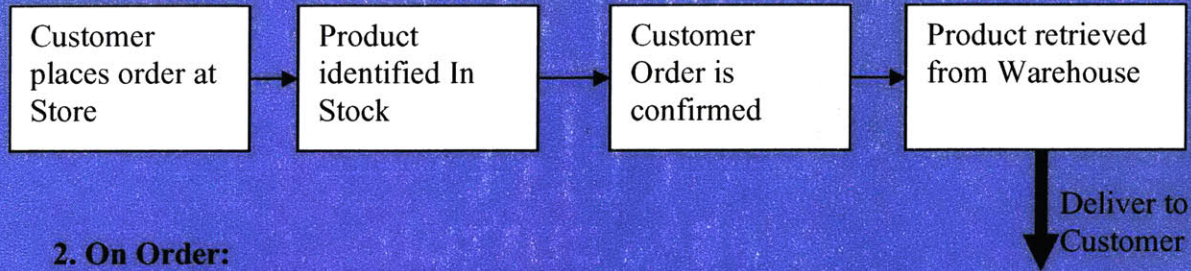 Customer
places order at
Store
Product
identified In
Stock
Customer
Order is
confirmed
Product retrieved
from Warehouse
Deliver to
Customer
2. On Order: